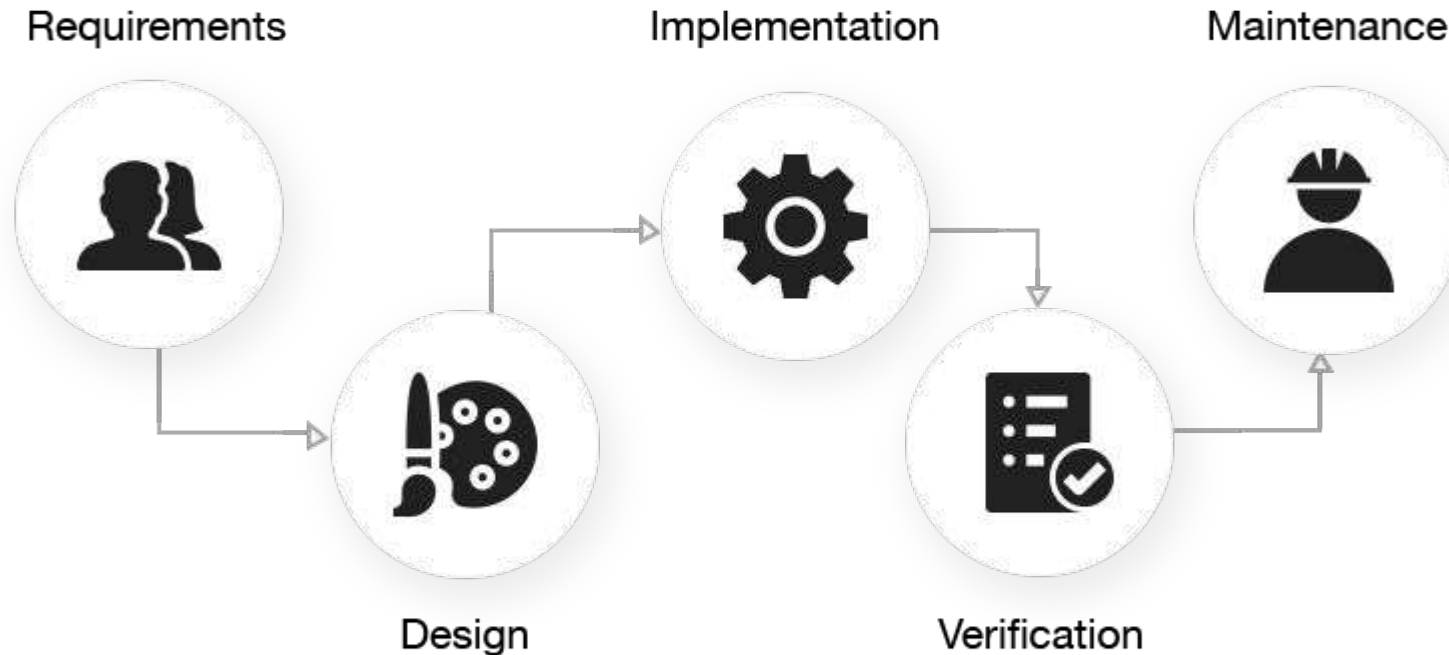 Requirements
Implementation
Maintenance
Design
Verification